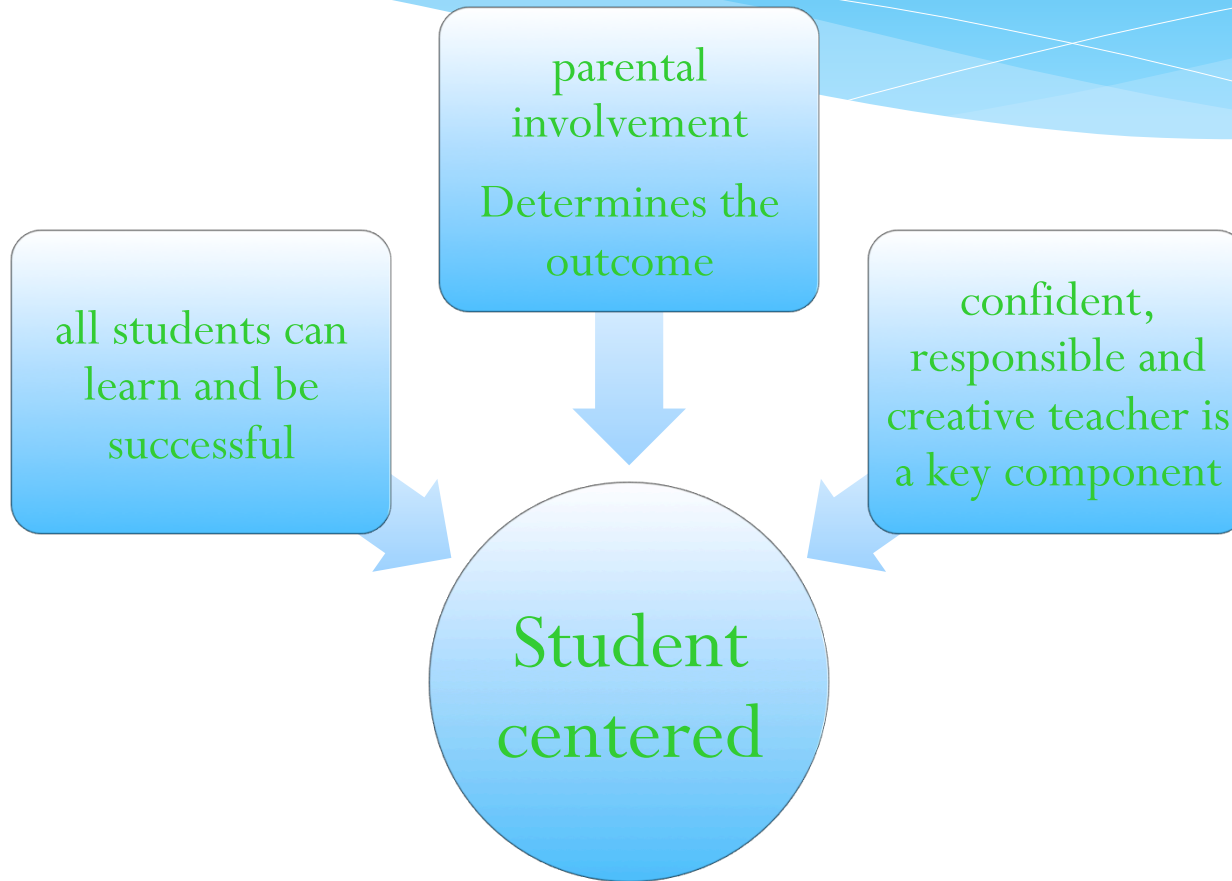 parental
involvement
Determines the
outcome
all students can
learn and be
successful
confident,
responsible and
creative teacher is
a key component
Student
centered